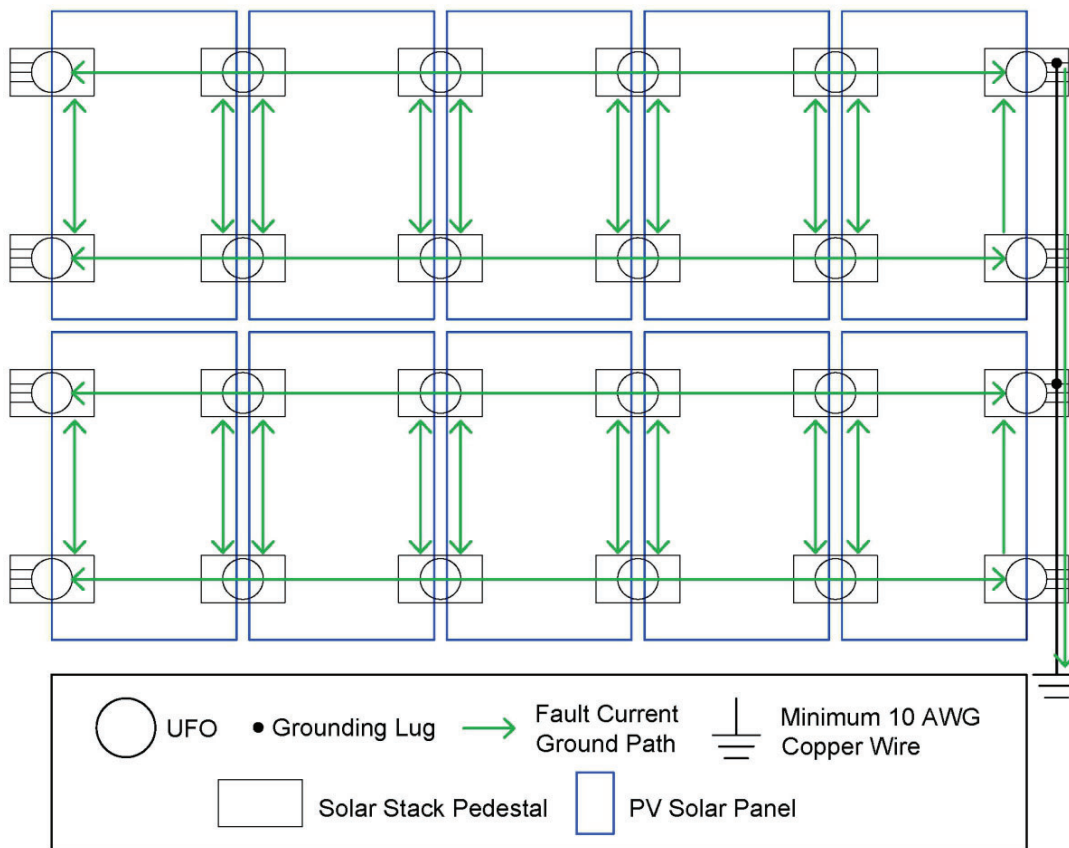 UFO
Grounding Lug
Fault Current
Ground Path
Minimum 10 AWG
Copper Wire
Solar Stack Pedestal
PV Solar Panel